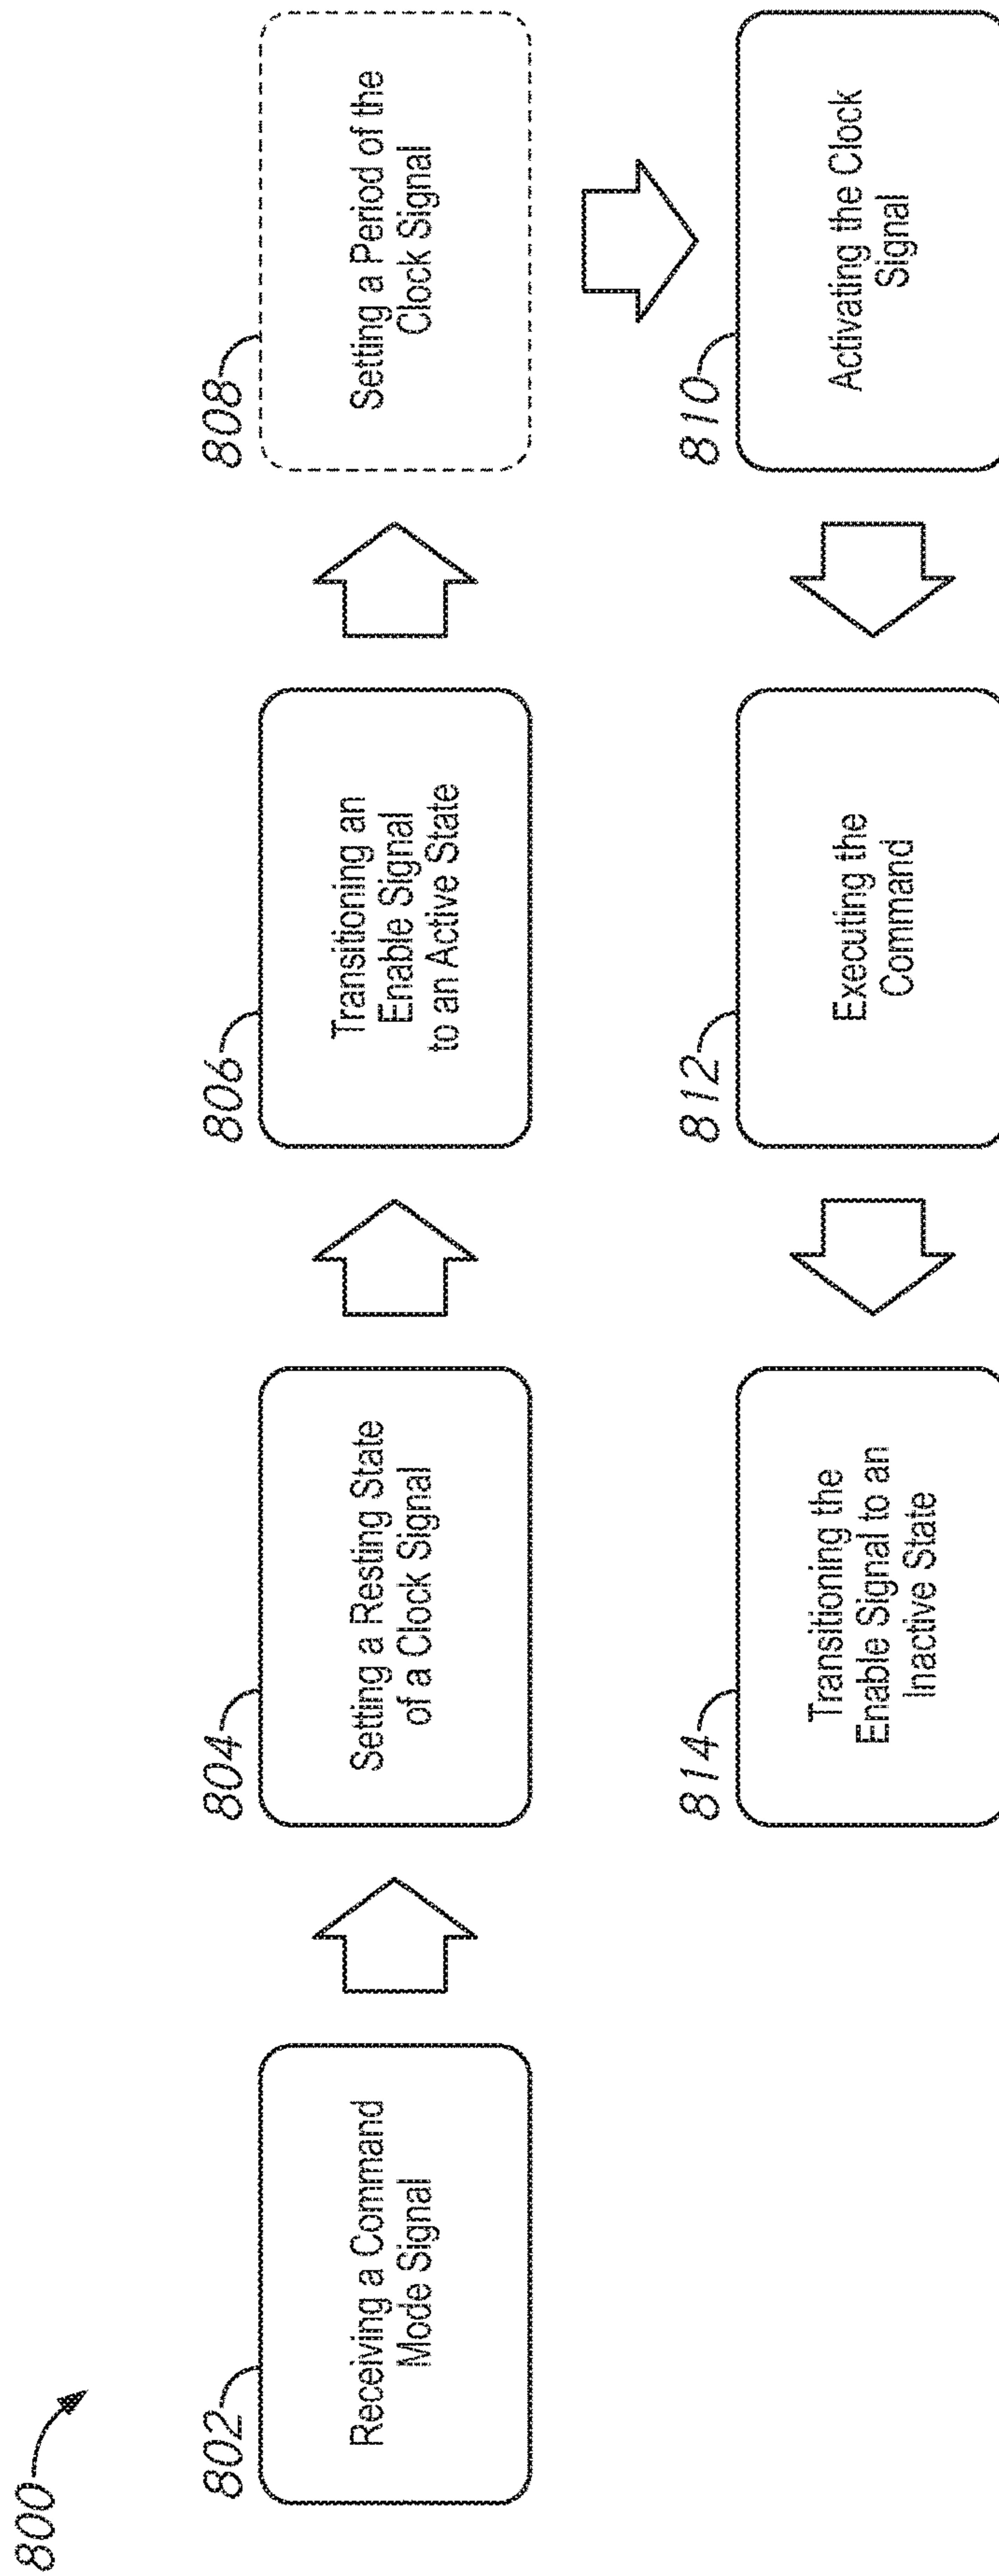 800
802
Receiving a Command
Mode Signal
804
Setting a Resting State
of a Clock Signal
806
Transitioning an
Enable Signal
to an Active State
808
Setting a Period of the
Clock Signal
810
Activating the Clock
Signal
812
Executing the
Command
814
Transitioning the
Enable Signal to an
Inactive State